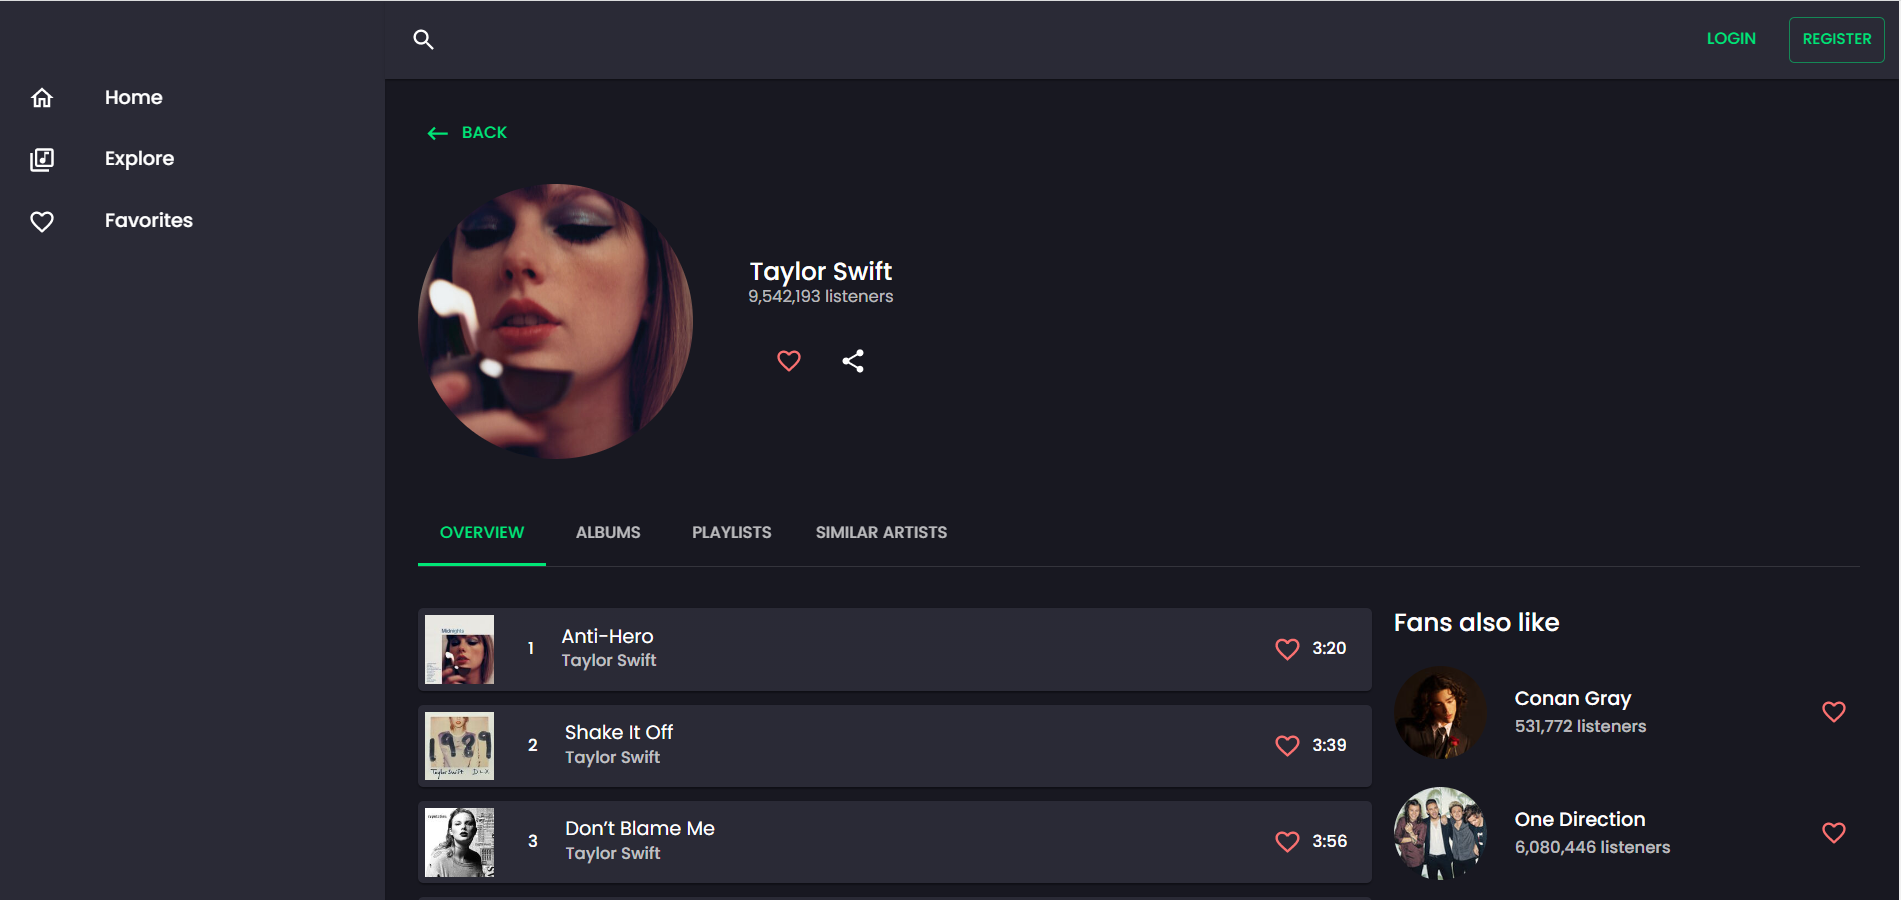 LOGIN
REGISTER
Home
Explore
Favorites
BACK
Taylor Swift
9,542,193 listeners
OVERVIEW
ALBUMS
PLAYLISTS
SIMILAR ARTISTS
Midnights
1
Anti-Hero
Taylor Swift
3:20
1989
Taylor Swift DLX
2
Shake It Off
Taylor Swift
3:39
3
Don’t Blame Me
Taylor Swift
3:56
Fans also like
Conan Gray
531,772 listeners
One Direction
6,080,446 listeners